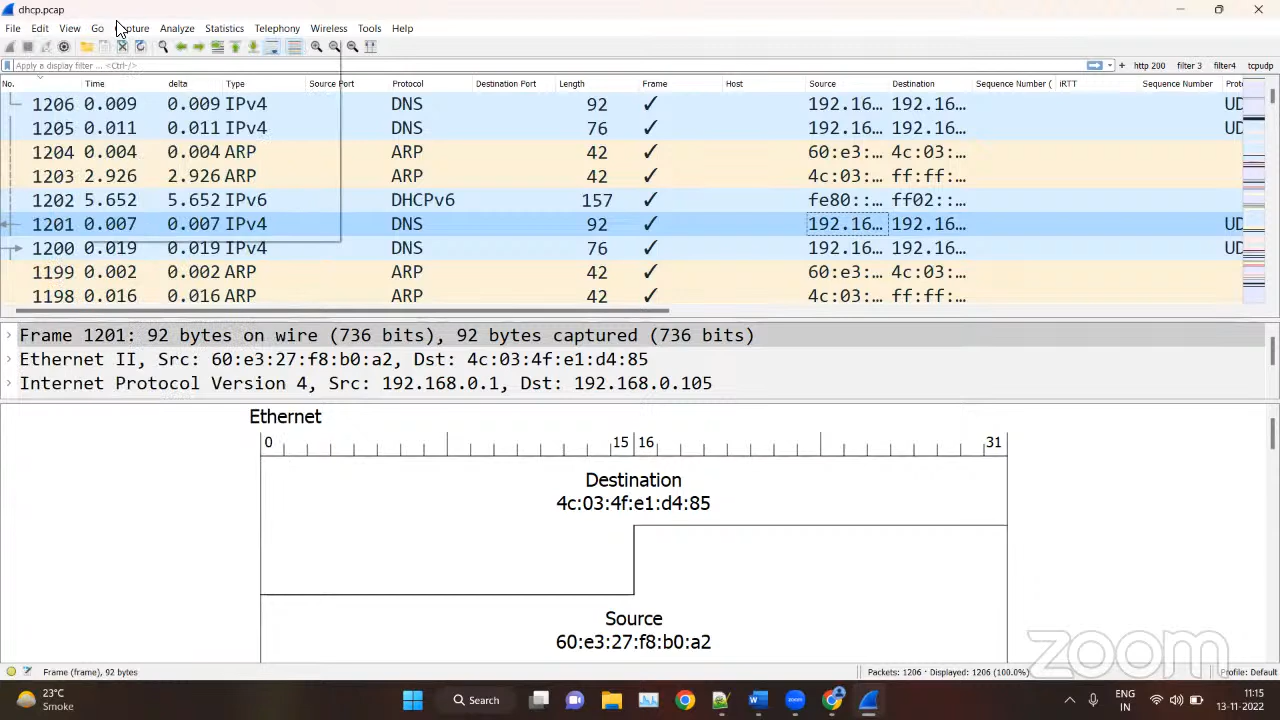 dhcp.pcap
File Edit View Go Capture Analyze Statistics Telephony Wireless Tools Help
Apply a display filter ... <Ctrl-/>
http 200 filter 3 filter4 tcpudp
No. Time delta Type Source Port Protocol Destination Port Length Frame Host Source Destination Sequence Number ( iRTT Sequence Number
1206 0.009 0.009 IPv4 DNS 92 ✓ 192.16… 192.16…
1205 0.011 0.011 IPv4 DNS 76 ✓ 192.16… 192.16…
1204 0.004 0.004 ARP ARP 42 ✓ 60:e3:… 4c:03:…
1203 2.926 2.926 ARP ARP 42 ✓ 4c:03:… ff:ff:…
1202 5.652 5.652 IPv6 DHCPv6 157 ✓ fe80::… ff02::…
1201 0.007 0.007 IPv4 DNS 92 ✓ 192.16… 192.16…
1200 0.019 0.019 IPv4 DNS 76 ✓ 192.16… 192.16…
1199 0.002 0.002 ARP ARP 42 ✓ 60:e3:… 4c:03:…
1198 0.016 0.016 ARP ARP 42 ✓ 4c:03:… ff:ff:…
Frame 1201: 92 bytes on wire (736 bits), 92 bytes captured (736 bits)
Ethernet II, Src: 60:e3:27:f8:b0:a2, Dst: 4c:03:4f:e1:d4:85
Internet Protocol Version 4, Src: 192.168.0.1, Dst: 192.168.0.105
Ethernet
0 15 16 31
Destination
4c:03:4f:e1:d4:85
Source
60:e3:27:f8:b0:a2
zoom
Frame (frame), 92 bytes
Packets: 1206 · Displayed: 1206 (100.0%)
Profile: Default
23°C
Smoke
Search
ENG
IN
11:15
13-11-2022